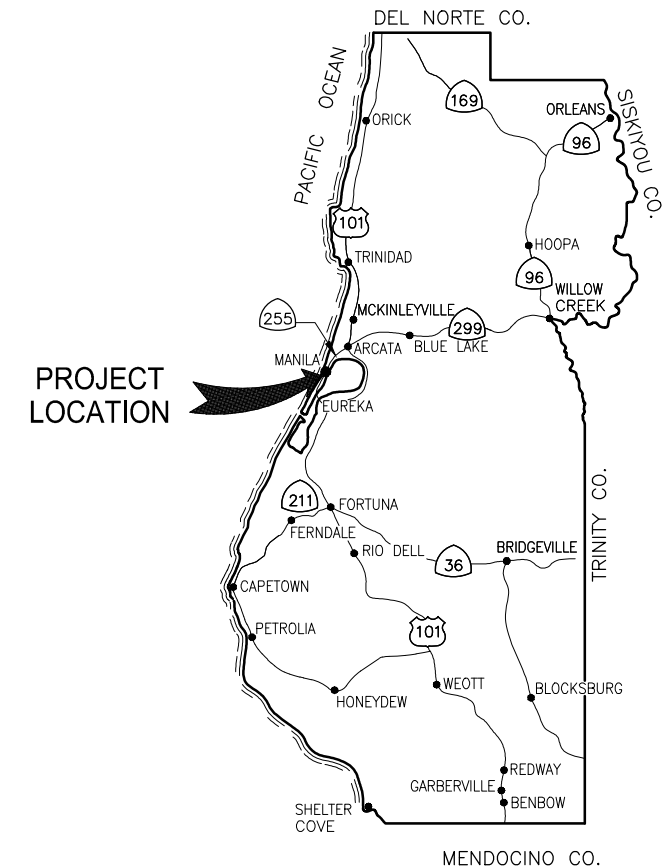 DEL NORTE CO.
PACIFIC OCEAN
169
ORLEANS
SISKIYOU CO.
96
ORICK
101
HOOPA
TRINIDAD
96
WILLOW
CREEK
255
MCKINLEYVILLE
299
MANILA
ARCATA
BLUE LAKE
PROJECT
LOCATION
EUREKA
TRINITY CO.
211
FORTUNA
FERNDALE
RIO DELL
36
BRIDGEVILLE
CAPETOWN
PETROLIA
101
WEOTT
BLOCKSBURG
HONEYDEW
REDWAY
GARBERVILLE
BENBOW
SHELTER
COVE
MENDOCINO CO.